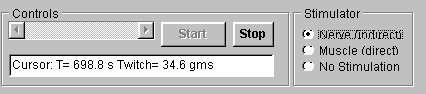 Controls
Start
Stop
Cursor: T= 698.8 s Twitch= 34.6 gms
Stimulator
Nerve (indirect)
Muscle (direct)
No Stimulation